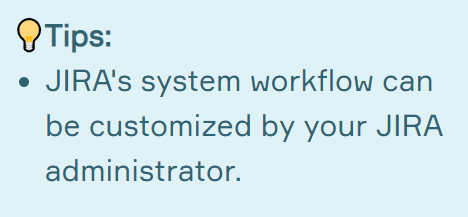 💡Tips:
• JIRA's system workflow can
be customized by your JIRA
administrator.